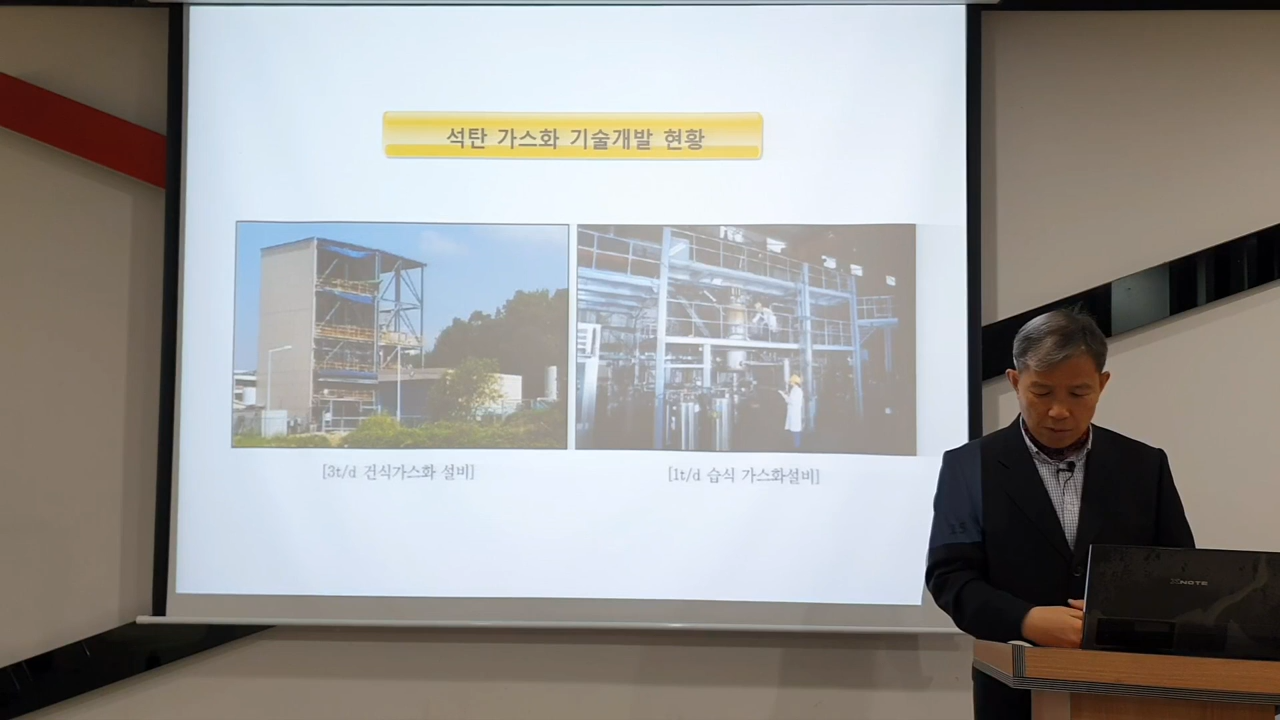 석탄 가스화 기술개발 현황
[3t/d 건식가스화 설비]
[1t/d 습식 가스화설비]
XNOTE